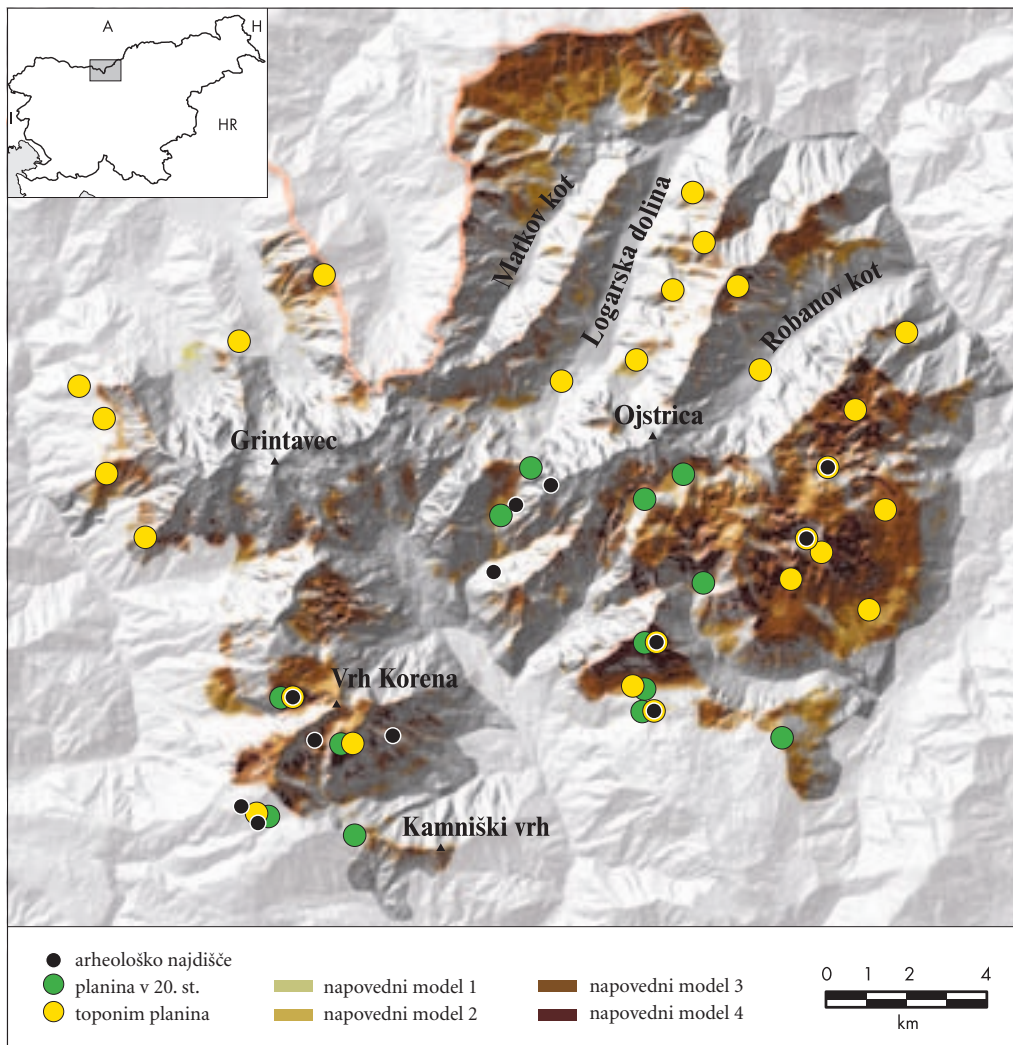 A
H
I
HR
Matkov kot
Logarska dolina
Robanov kot
Ojstrica
Grintavec
Vrh Korena
Kamniški vrh
arheološko najdišče
planina v 20. st.
toponim planina
napovedni model 1
napovedni model 2
napovedni model 3
napovedni model 4
0 1 2 4
km